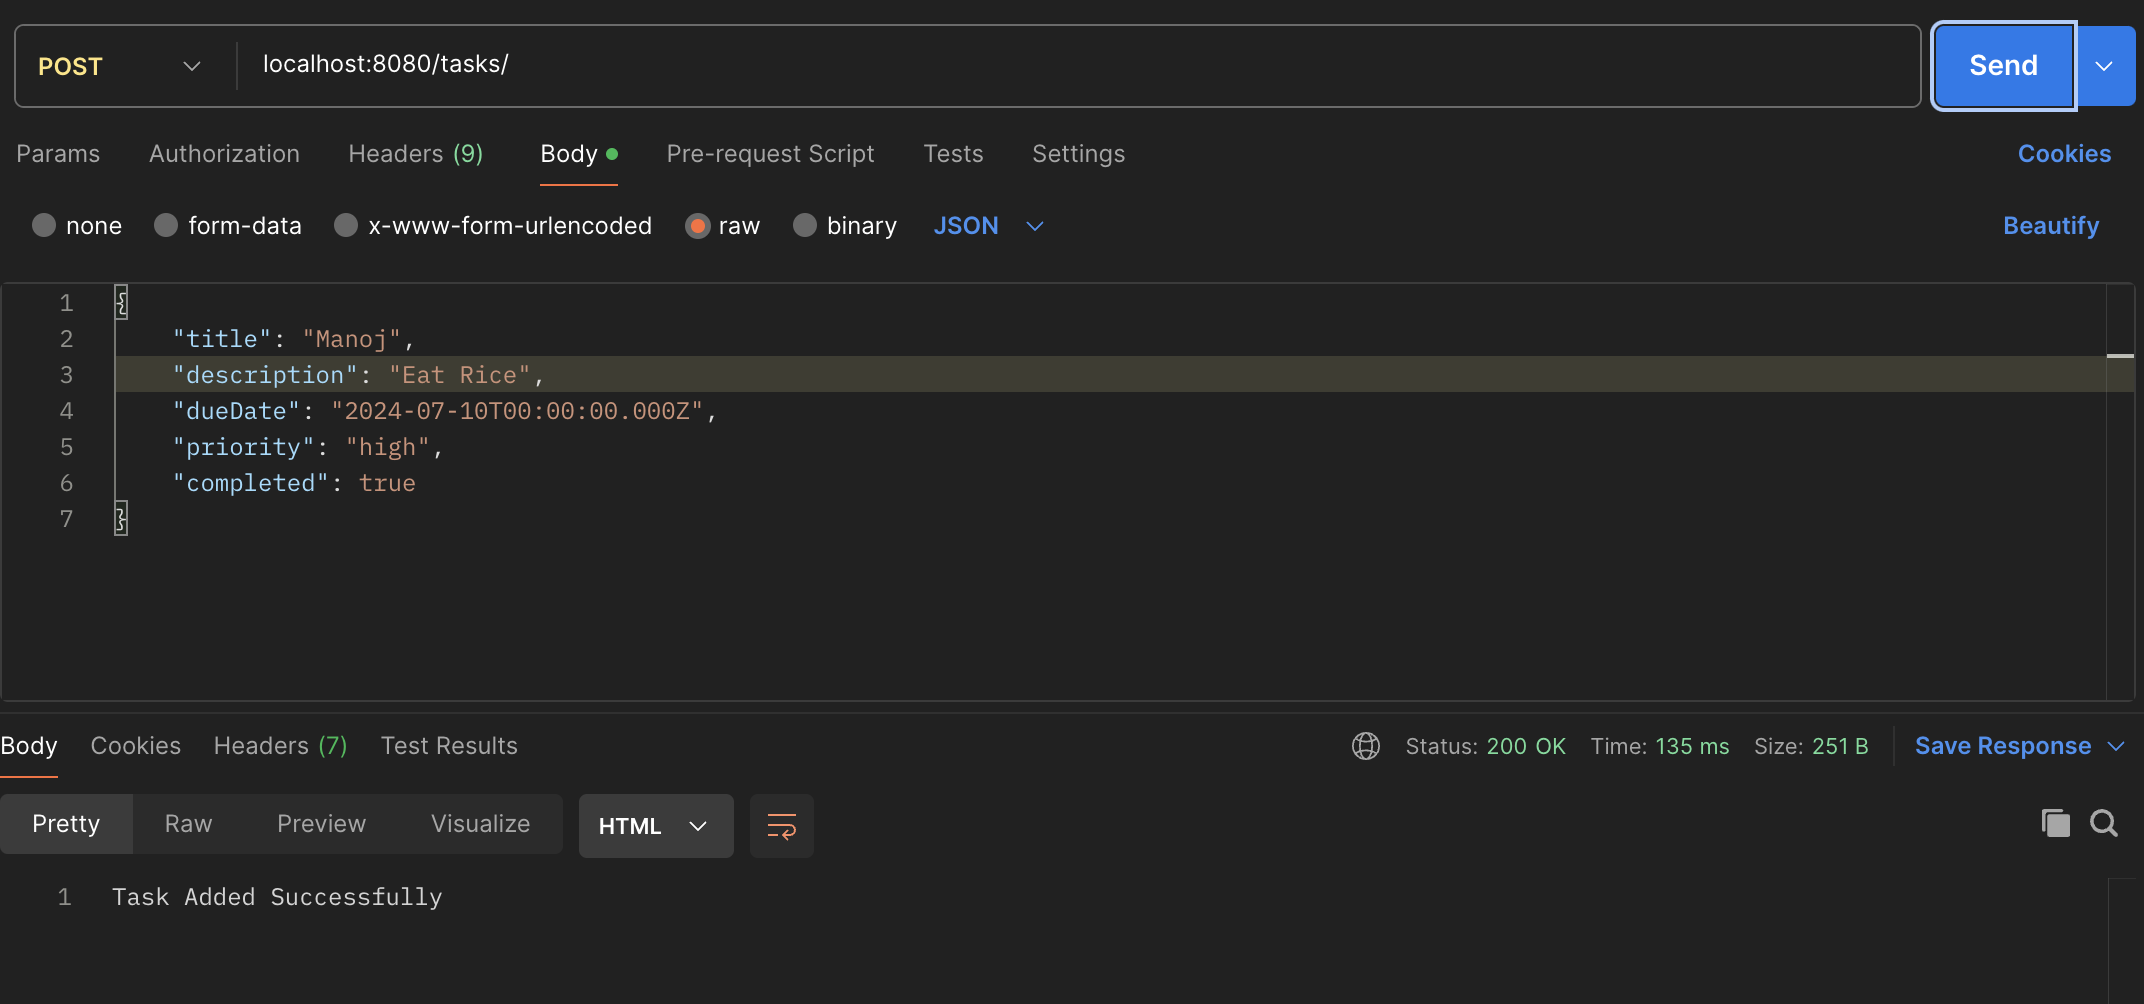 POST localhost:8080/tasks/ Send
Params Authorization Headers (9) Body Pre-request Script Tests Settings Cookies
none form-data x-www-form-urlencoded raw binary JSON Beautify
1 {
2 "title": "Manoj",
3 "description": "Eat Rice",
4 "dueDate": "2024-07-10T00:00:00.000Z",
5 "priority": "high",
6 "completed": true
7 }
Body Cookies Headers (7) Test Results Status: 200 OK Time: 135 ms Size: 251 B Save Response
Pretty Raw Preview Visualize HTML
1 Task Added Successfully